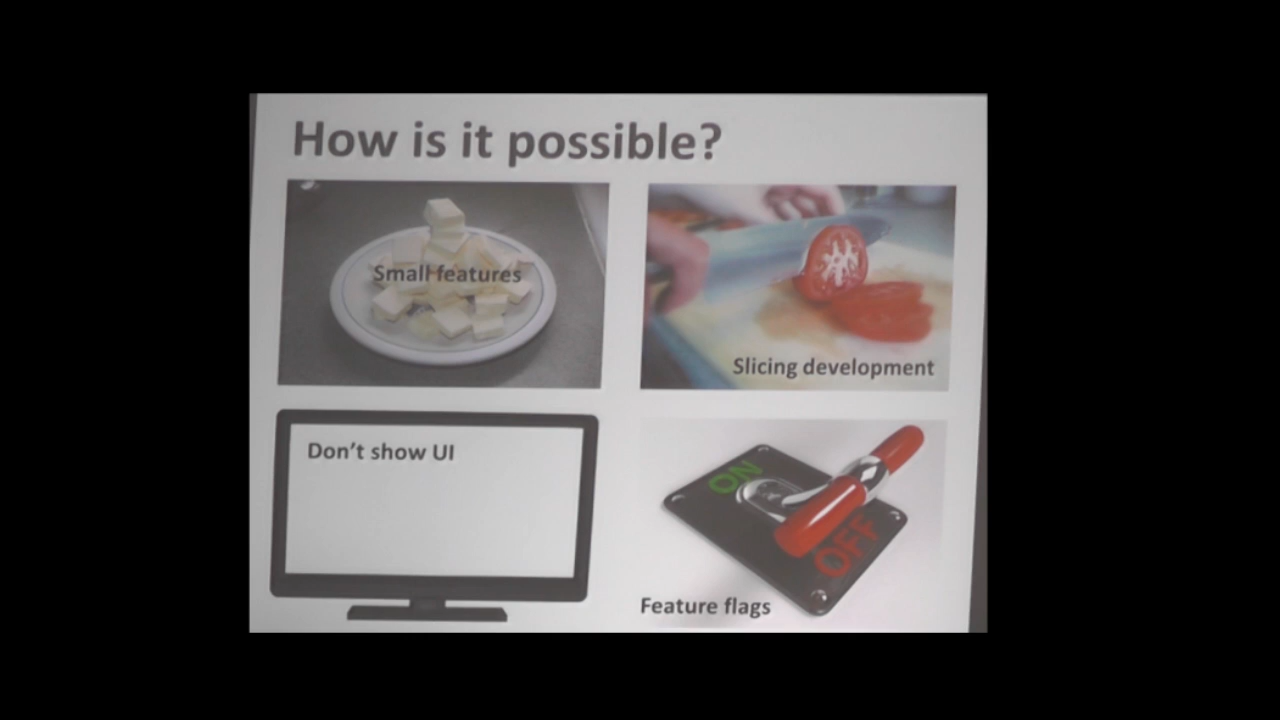 How is it possible?
Small features
Slicing development
Don't show UI
ON
OFF
Feature flags